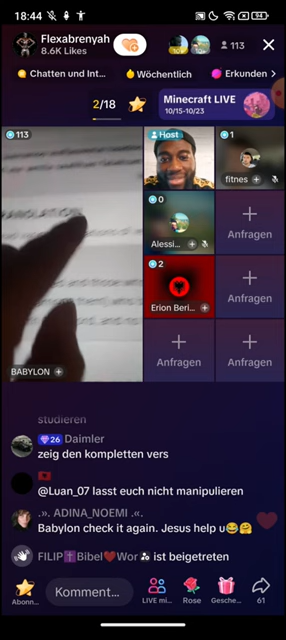 18:44
94
Flexabrenyah
8.6K Likes
113
Chatten und Int...
Wöchentlich
Erkunden
2/18
Minecraft LIVE
10/15-10/23
113
Host
1
fitnes
0
Alessi...
Anfragen
2
Erion Beri...
Anfragen
Anfragen
Anfragen
BABYLON
studieren
26 Daimler
zeig den kompletten vers
@Luan_07 lasst euch nicht manipulieren
.». ADINA_NOEMI .«.
Babylon check it again. Jesus help u😂🤗
FILIP✝️Bibel❤️Wor ist beigetreten
Abonn...
Komment...
LIVE mi...
Rose
Gesche...
61